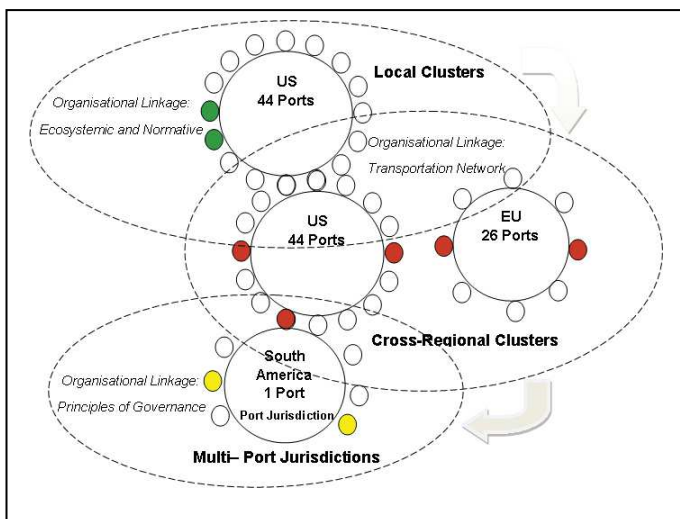 US
44 Ports
Local Clusters
Organisational Linkage:
Ecosystemic and Normative
Organisational Linkage:
Transportation Network
US
44 Ports
EU
26 Ports
Cross-Regional Clusters
South
America
1 Port
Port Jurisdiction
Organisational Linkage:
Principles of Governance
Multi– Port Jurisdictions